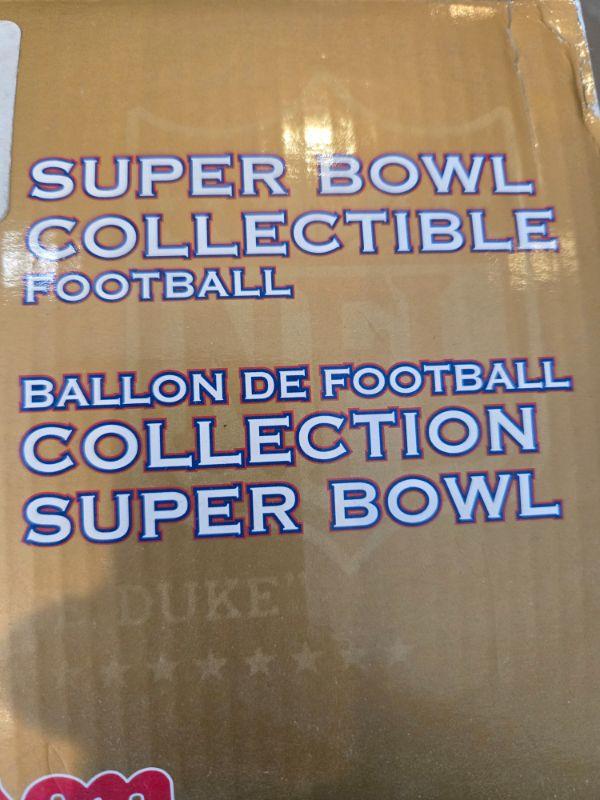 SUPER BOWL
COLLECTIBLE
FOOTBALL
BALLON DE FOOTBALL
COLLECTION
SUPER BOWL
DUKE"